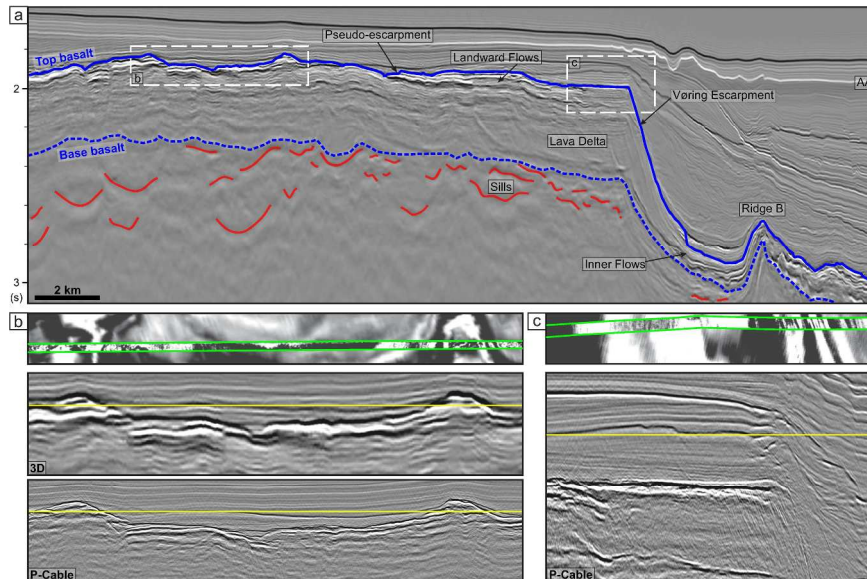 a
Pseudo-escarpment
Top basalt
Landward Flows
c
b
2
Vøring Escarpment
Base basalt
Lava Delta
Sills
Ridge B
Inner Flows
3
(s)
2 km
b
c
3D
P-Cable
P-Cable